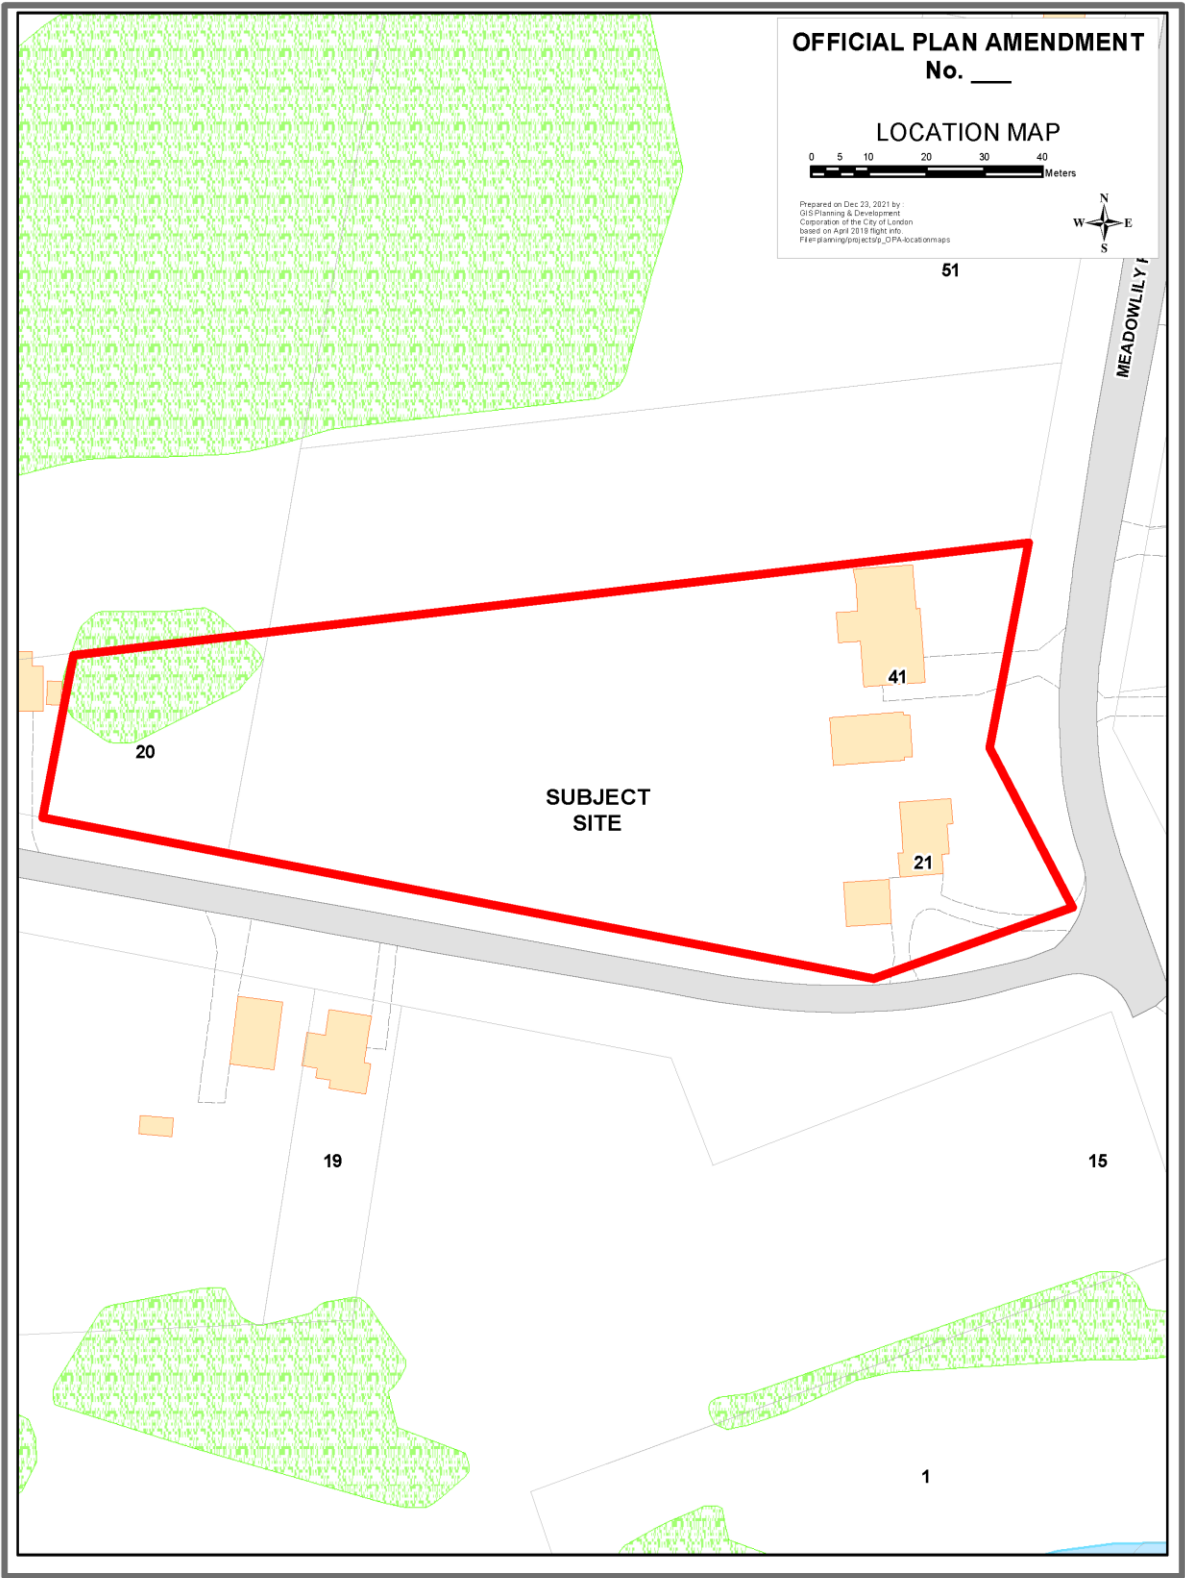 OFFICIAL PLAN AMENDMENT
No. ___
LOCATION MAP
0 5 10 20 30 40
Meters
Prepared on Dec 23, 2021 by :
GIS Planning & Development
Corporation of the City of London
based on April 2019 flight info.
File=planning/projects/p_OPA-locationmaps
N
W E
S
51
MEADOWLILY
41
20
SUBJECT
SITE
21
19
15
1